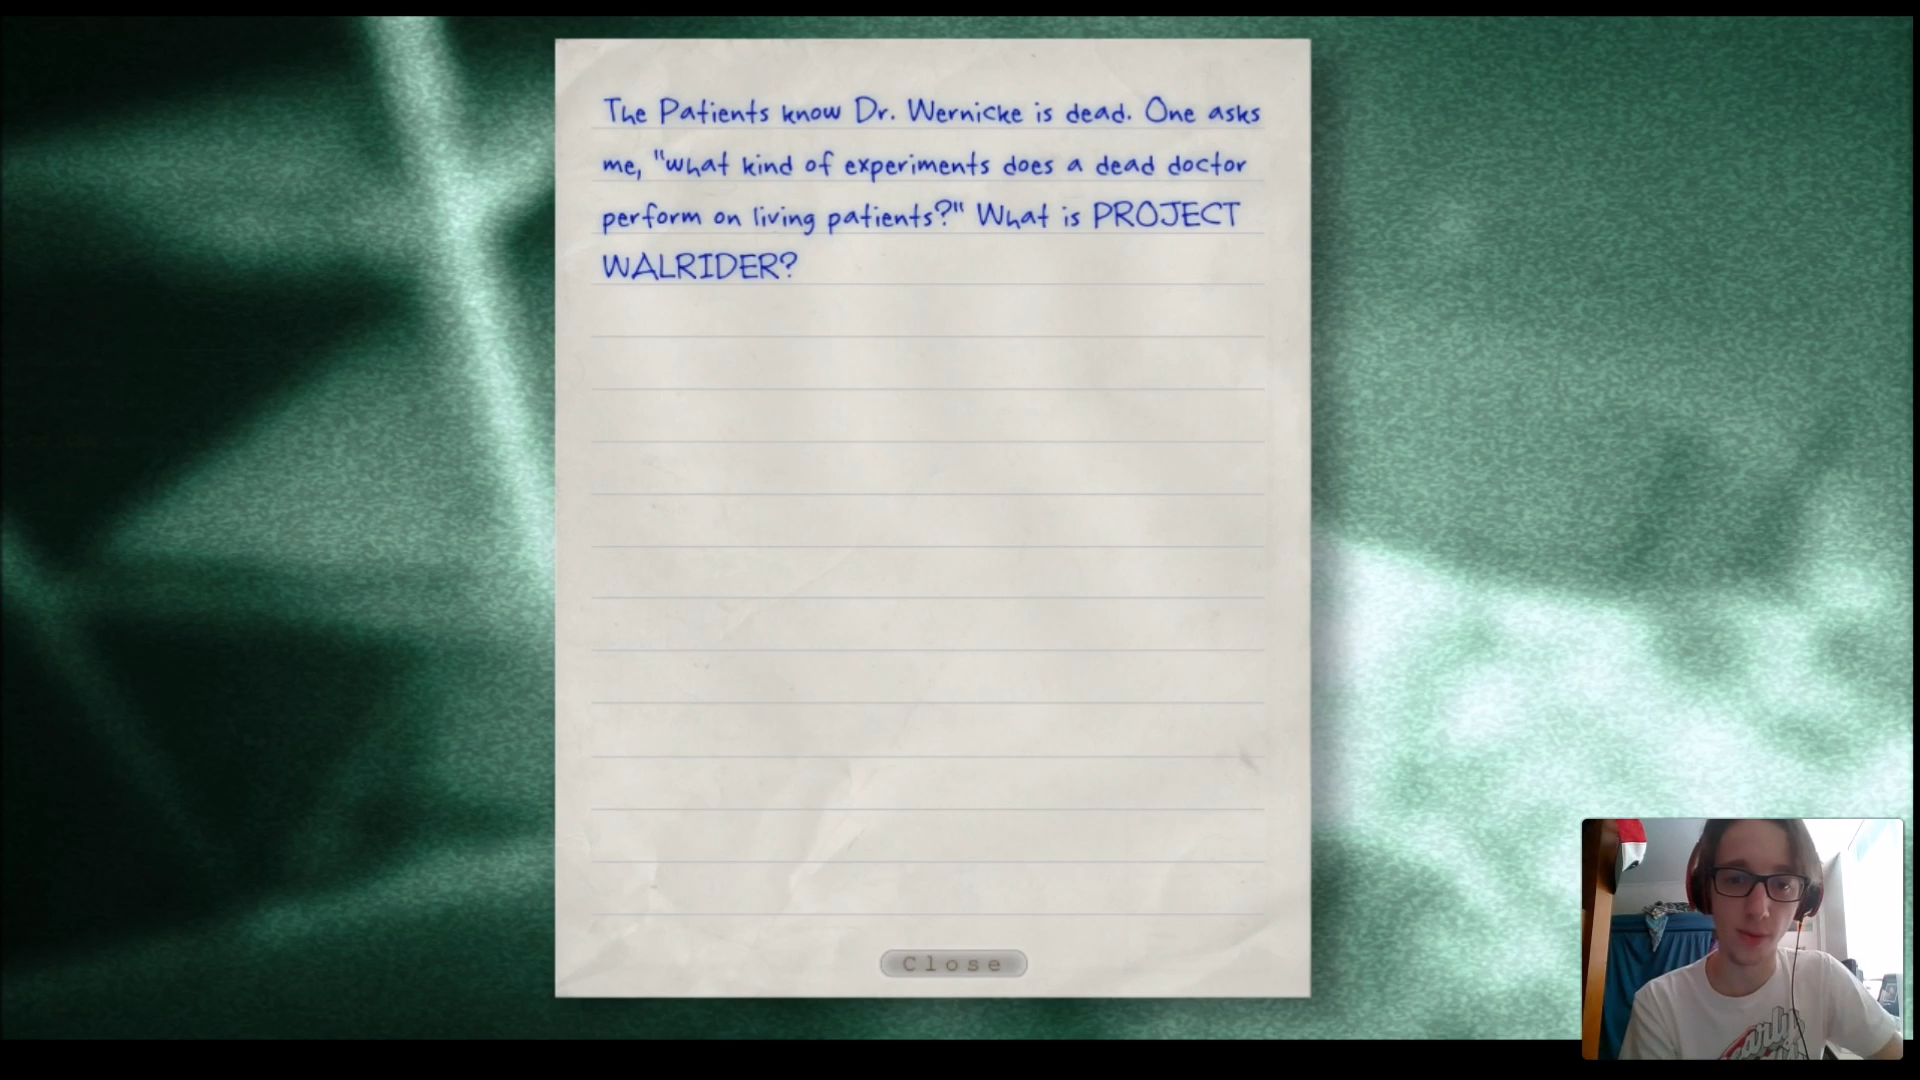 The Patients know Dr. Wernicke is dead. One asks
me, "what kind of experiments does a dead doctor
perform on living patients?" What is PROJECT
WALRIDER?
Close